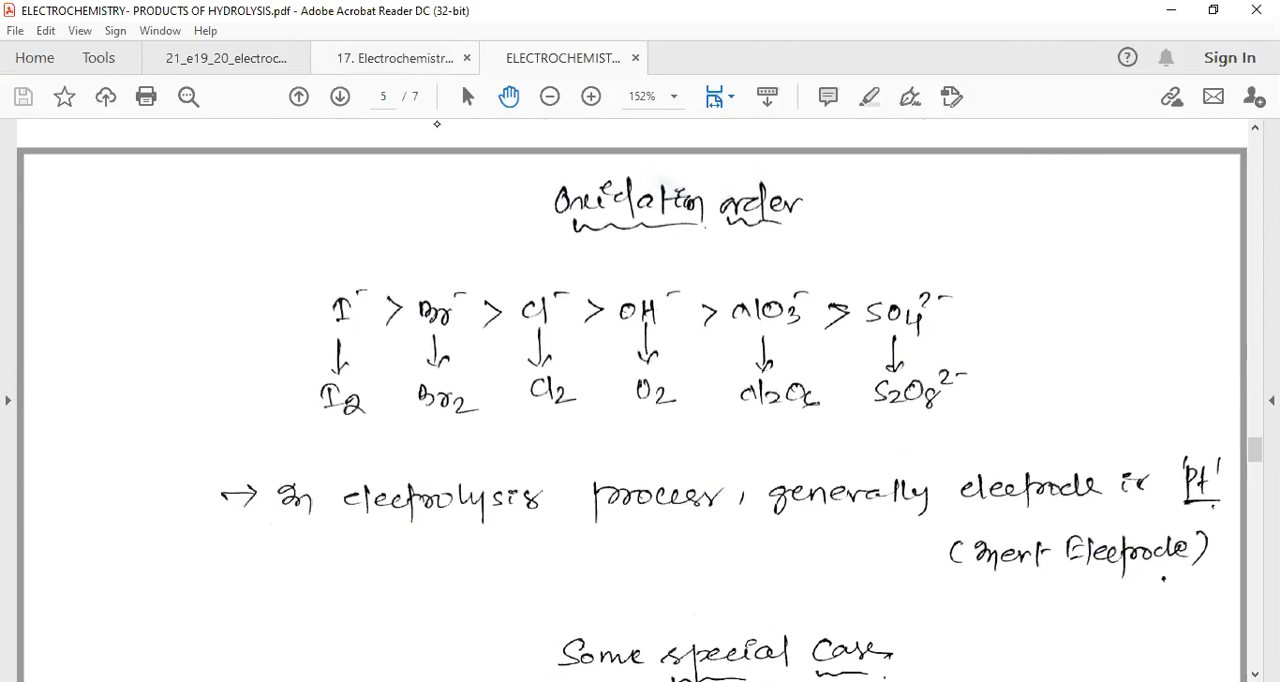 ELECTROCHEMISTRY- PRODUCTS OF HYDROLYSIS.pdf - Adobe Acrobat Reader DC (32-bit)
File Edit View Sign Window Help
Home Tools 21_e19_20_electroc... 17. Electrochemistr... ELECTROCHEMIST... Sign In
5 / 7 152%
Oxidation order
I⁻ > Br⁻ > Cl⁻ > OH⁻ > NO₃⁻ > SO₄²⁻
↓ ↓ ↓ ↓ ↓ ↓
I₂ Br₂ Cl₂ O₂ N₂O₆ S₂O₈²⁻
→ In electrolysis process, generally electrode is 'Pt'
(Inert Electrode)
Some special case